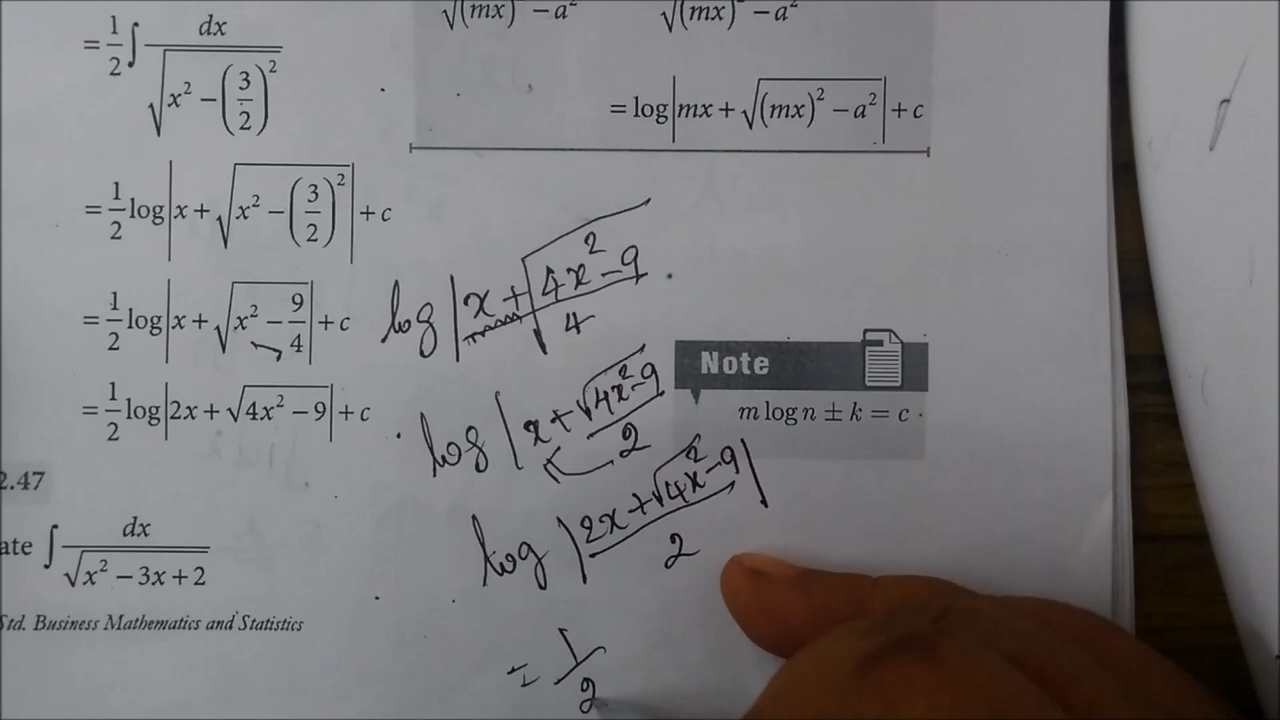 = 1/2 ∫ dx / √(x² − (3/2)²)
= 1/2 log|x + √(x² − (3/2)²)| + c
= 1/2 log|x + √(x² − 9/4)| + c
= 1/2 log|2x + √(4x² − 9)| + c
2.47
ate ∫ dx / √(x² − 3x + 2)
Std. Business Mathematics and Statistics
√(mx) − a² √(mx) − a²
= log|mx + √((mx)² − a²)| + c
Note
m log n ± k = c
log |x + √(4x² − 9 / 4)
log |x + √(4x² − 9) / 2
log |2x + √(4x² − 9) / 2|
= 1/2